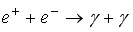 e⁺ + e⁻ → γ + γ